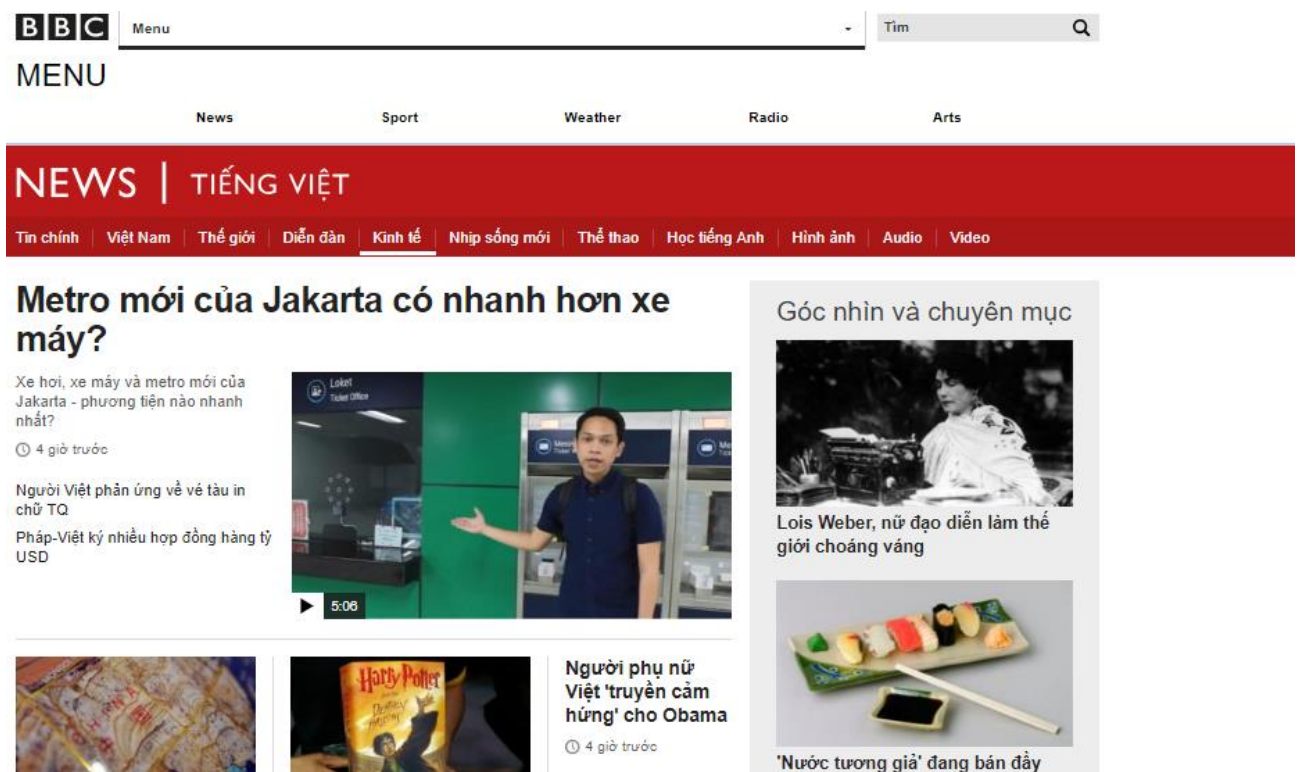 BBC Menu Tìm
MENU
News Sport Weather Radio Arts
NEWS | TIẾNG VIỆT
Tin chính Việt Nam Thế giới Diễn đàn Kinh tế Nhịp sống mới Thể thao Học tiếng Anh Hình ảnh Audio Video
Metro mới của Jakarta có nhanh hơn xe
máy?
Xe hơi, xe máy và metro mới của
Jakarta - phương tiện nào nhanh
nhất?
4 giờ trước
Người Việt phản ứng về vé tàu in
chữ TQ
Pháp-Việt ký nhiều hợp đồng hàng tỷ
USD
Loket
Ticket Office
5:06
Harry Potter
Người phụ nữ
Việt 'truyền cảm
hứng' cho Obama
4 giờ trước
Góc nhìn và chuyên mục
Lois Weber, nữ đạo diễn làm thế
giới choáng váng
'Nước tương giả' đang bán đầy